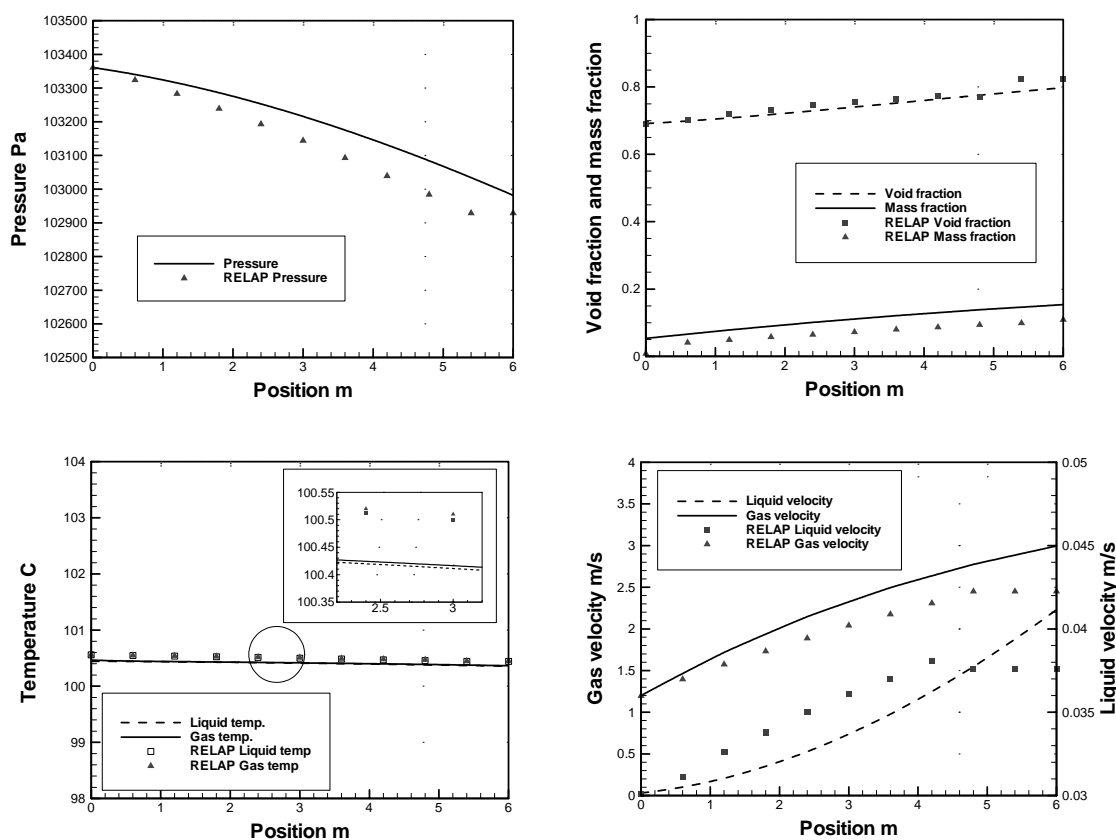 103500
103400
103200
103000
102900
102800
102600
102500
Pressure Pa
Pressure
RELAP Pressure
0 1 2 3 4 5 6
Position m
1
0.8
0.6
0.4
0.2
0
Void fraction and mass fraction
Void fraction
Mass fraction
RELAP Void fraction
RELAP Mass fraction
0 1 2 3 4 5 6
Position m
104
102
100
99
98
Temperature C
100.55
100.5
100.45
100.4
100.35
2.5 3
Liquid temp.
Gas temp.
RELAP Liquid temp
RELAP Gas temp
0 1 2 3 4 5 6
Position m
4
3.5
3
2.5
2
1.5
1
0.5
0
Gas velocity m/s
Liquid velocity
Gas velocity
RELAP Liquid velocity
RELAP Gas velocity
0.05
0.045
0.04
0.035
0.03
Liquid velocity m/s
0 1 2 3 4 5 6
Position m